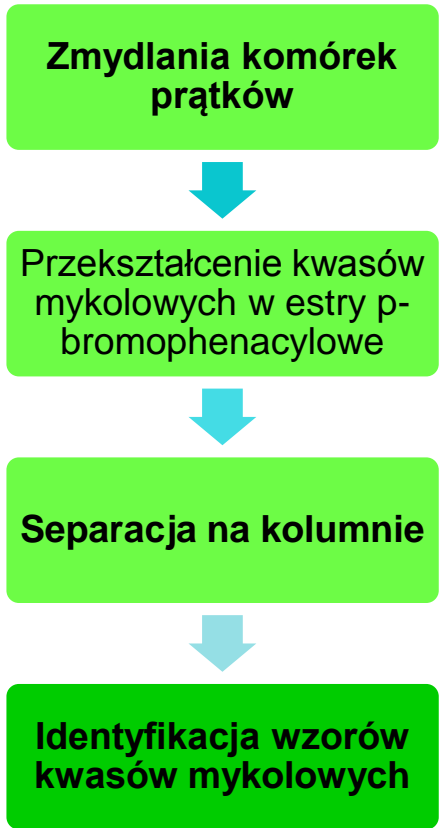 Zmydlania komórek
prątków
Przekształcenie kwasów
mykolowych w estry p-
bromophenacylowe
Separacja na kolumnie
Identyfikacja wzorów
kwasów mykolowych